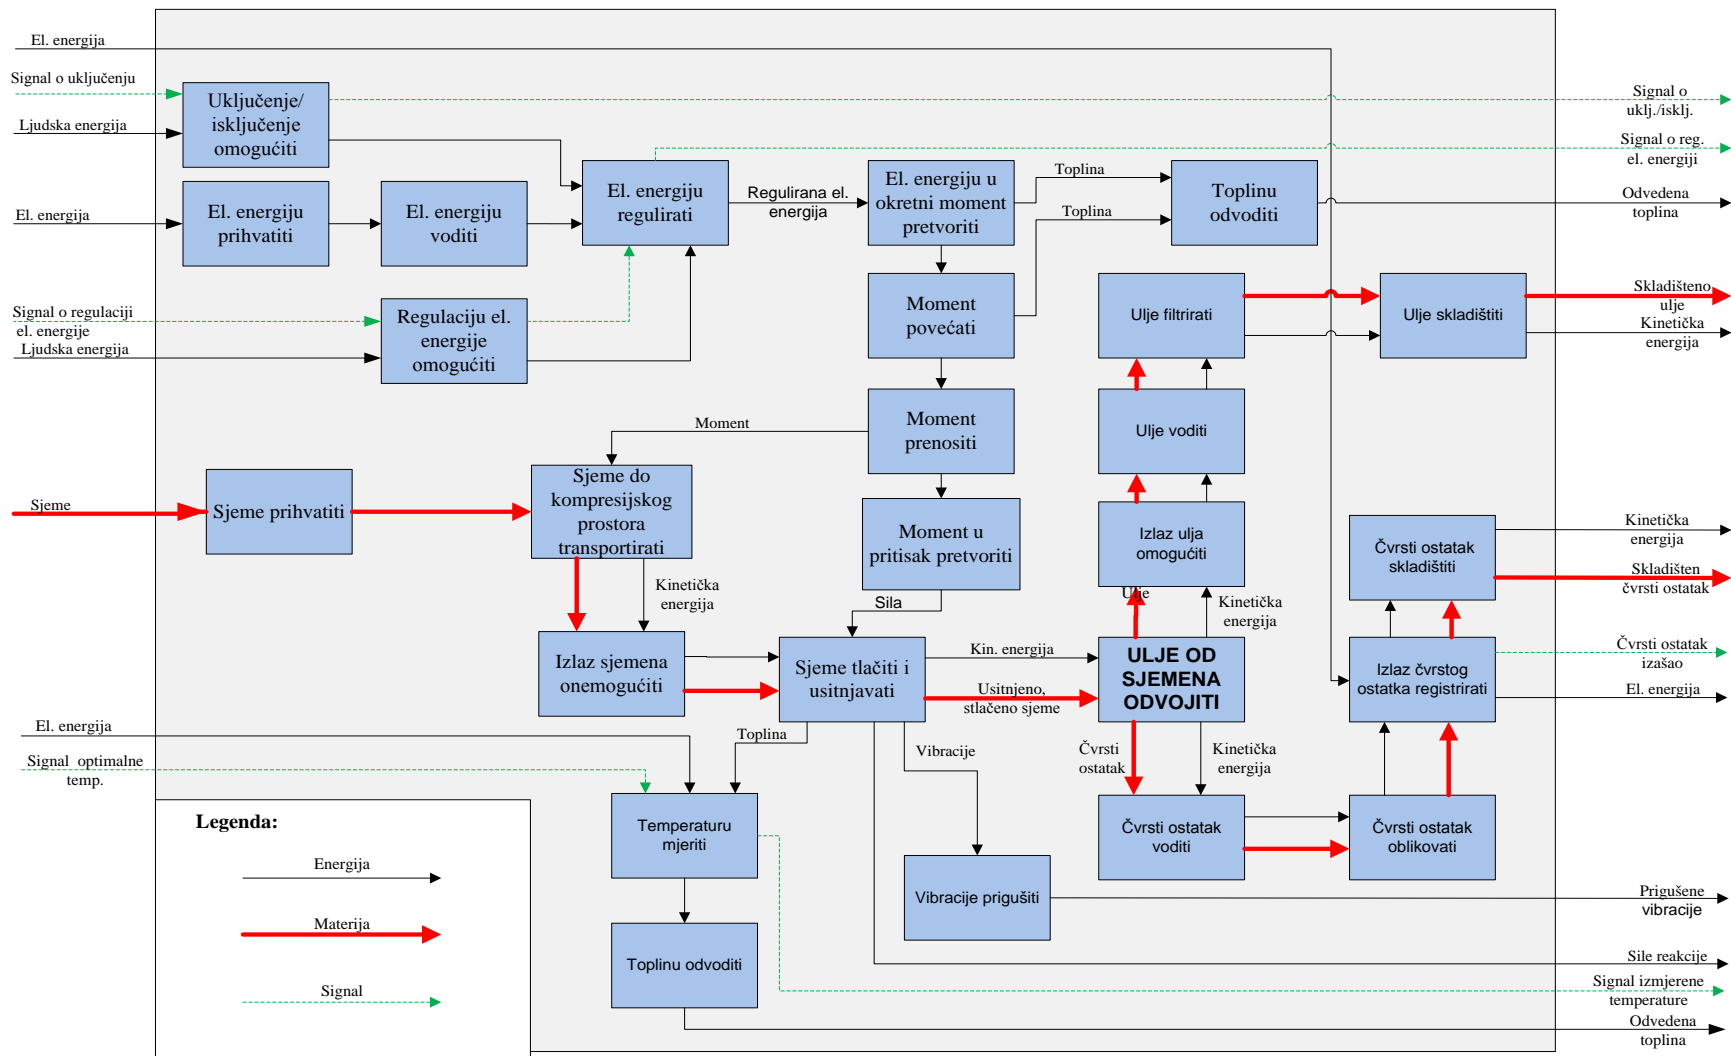 El. energija
Signal o uključenju
Uključenje/
isključenje
omogućiti
Signal o
uklj./isklj.
Ljudska energija
Signal o reg.
el. energiji
El. energiju
regulirati
Regulirana el.
energija
El. energiju u
okretni moment
pretvoriti
Toplina
Toplina
Toplinu
odvoditi
Odvedena
toplina
El. energija
El. energiju
prihvatiti
El. energiju
voditi
Signal o regulaciji
el. energije
Ljudska energija
Regulaciju el.
energije
omogućiti
Moment
povećati
Ulje filtrirati
Ulje skladištiti
Skladišteno
ulje
Kinetička
energija
Moment
Moment
prenositi
Ulje voditi
Sjeme
Sjeme prihvatiti
Sjeme do
kompresijskog
prostora
transportirati
Moment u
pritisak pretvoriti
Izlaz ulja
omogućiti
Čvrsti ostatak
skladištiti
Kinetička
energija
Skladišten
čvrsti ostatak
Kinetička
energija
Sila
Ulje
Kinetička
energija
Izlaz sjemena
onemogućiti
Sjeme tlačiti i
usitnjavati
Kin. energija
Usitnjeno,
stlačeno sjeme
ULJE OD
SJEMENA
ODVOJITI
Izlaz čvrstog
ostatka registrirati
Čvrsti ostatak
izašao
El. energija
El. energija
Signal optimalne
temp.
Toplina
Vibracije
Čvrsti
ostatak
Kinetička
energija
Temperaturu
mjeriti
Čvrsti ostatak
voditi
Čvrsti ostatak
oblikovati
Vibracije prigušiti
Prigušene
vibracije
Toplinu odvoditi
Sile reakcije
Signal izmjerene
temperature
Odvedena
toplina
Legenda:
Energija
Materija
Signal